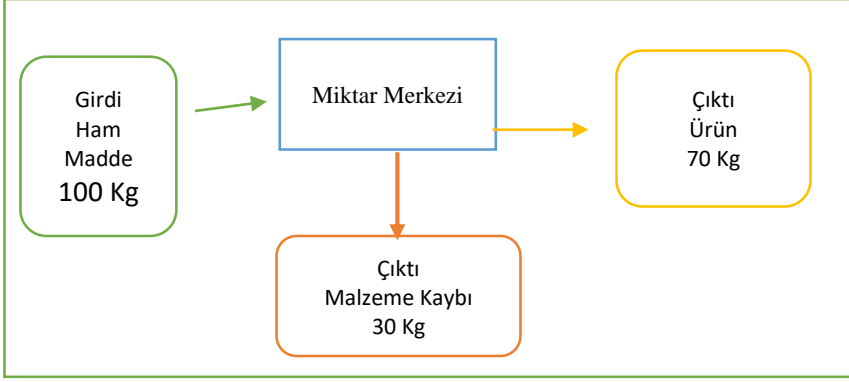 Girdi
Ham
Madde
100 Kg
Miktar Merkezi
Çıktı
Ürün
70 Kg
Çıktı
Malzeme Kaybı
30 Kg